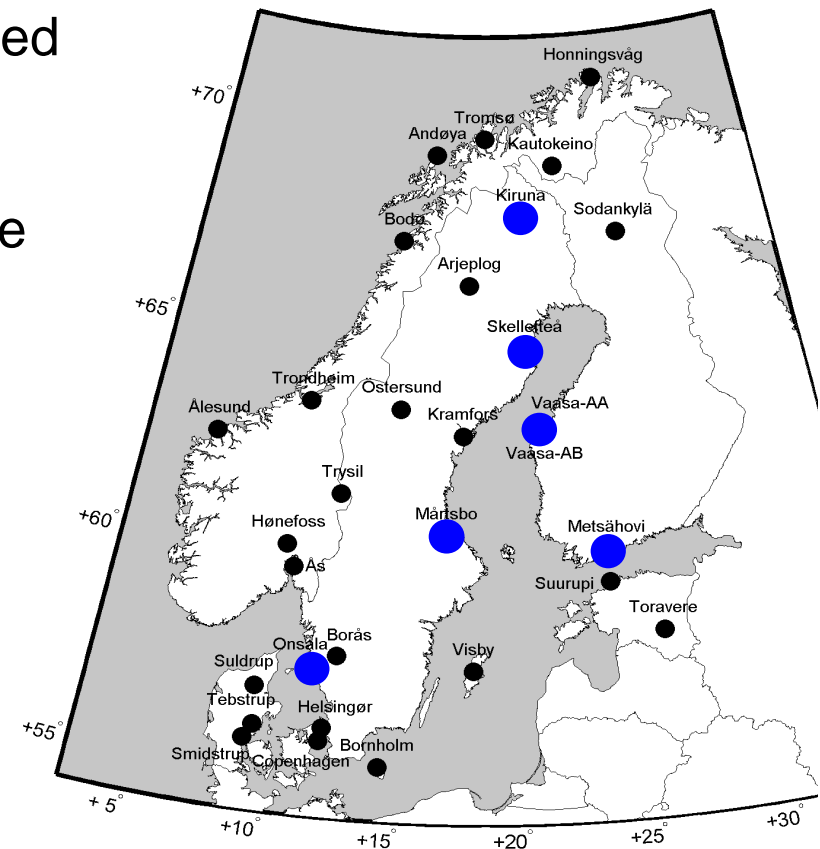 ed
Honningsvåg
+70°
Tromsø
Andøya
Kautokeino
Kiruna
Sodankylä
e
Bodø
Arjeplog
+65°
Skellefteå
Trondheim
Östersund
Vaasa-AA
Ålesund
Kramfors
Vaasa-AB
Trysil
+60°
Mårtsbo
Hønefoss
Metsähovi
Ås
Suurupi
Toravere
Onsala
Borås
Suldrup
Visby
Tebstrup
Helsingør
+55°
Smidstrup
Copenhagen
Bornholm
+ 5°
+10°
+15°
+20°
+25°
+30°